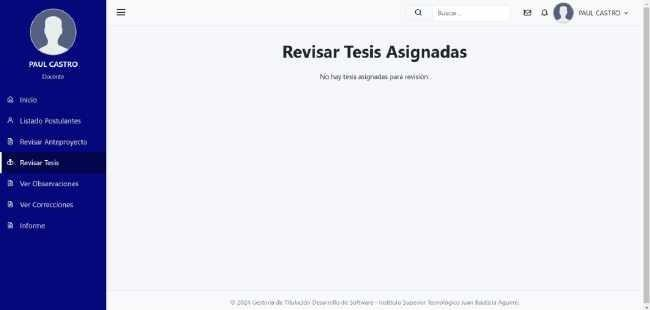 PAUL CASTRO
Docente
Inicio
Listado Postulantes
Revisar Anteproyecto
Revisar Tesis
Ver Observaciones
Ver Correcciones
Informe
Buscar...
PAUL CASTRO
Revisar Tesis Asignadas
No hay tesis asignadas para revisión.
© 2024 Gestoria de Titulación Desarrollo de Software - Instituto Superior Tecnológico Juan Bautista Aguirre.